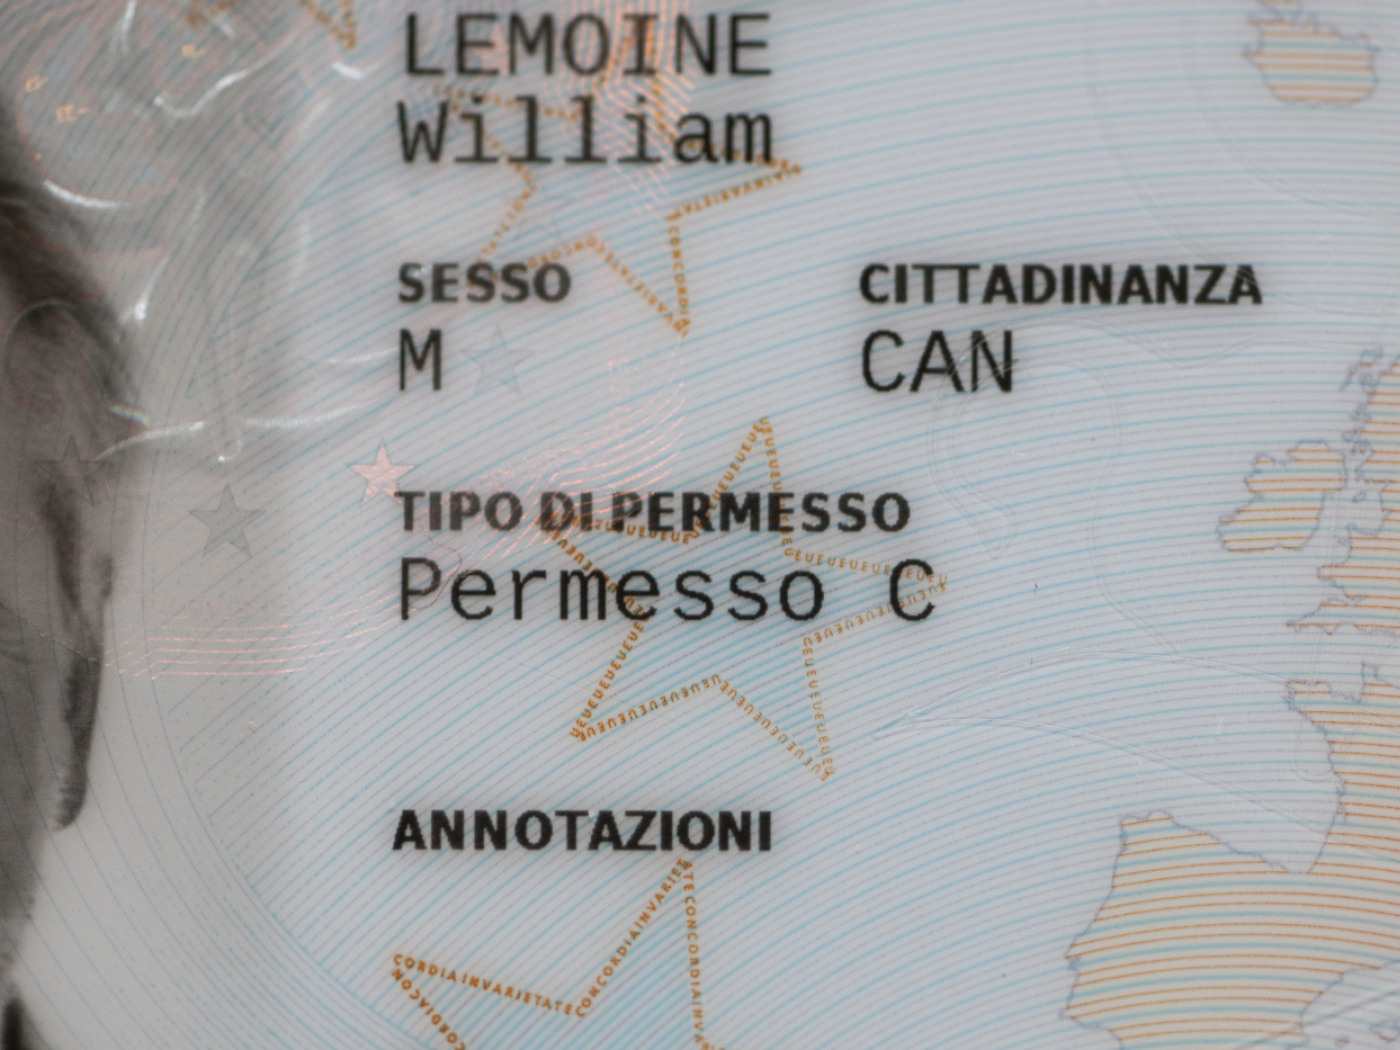 LEMOINE
William
SESSO
CITTADINANZA
M
CAN
TIPO DI PERMESSO
Permesso C
ANNOTAZIONI